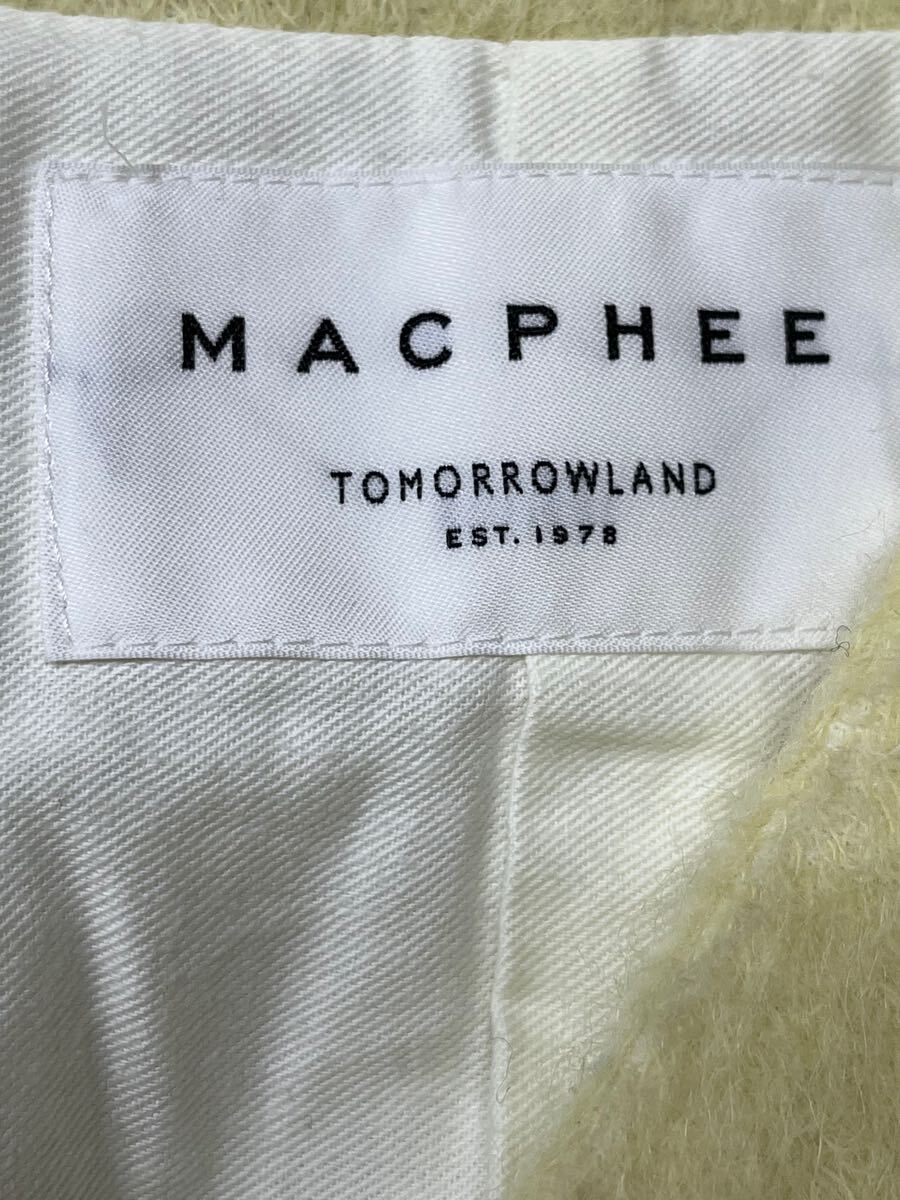 MACPHEE
TOMORROWLAND
EST. 1978